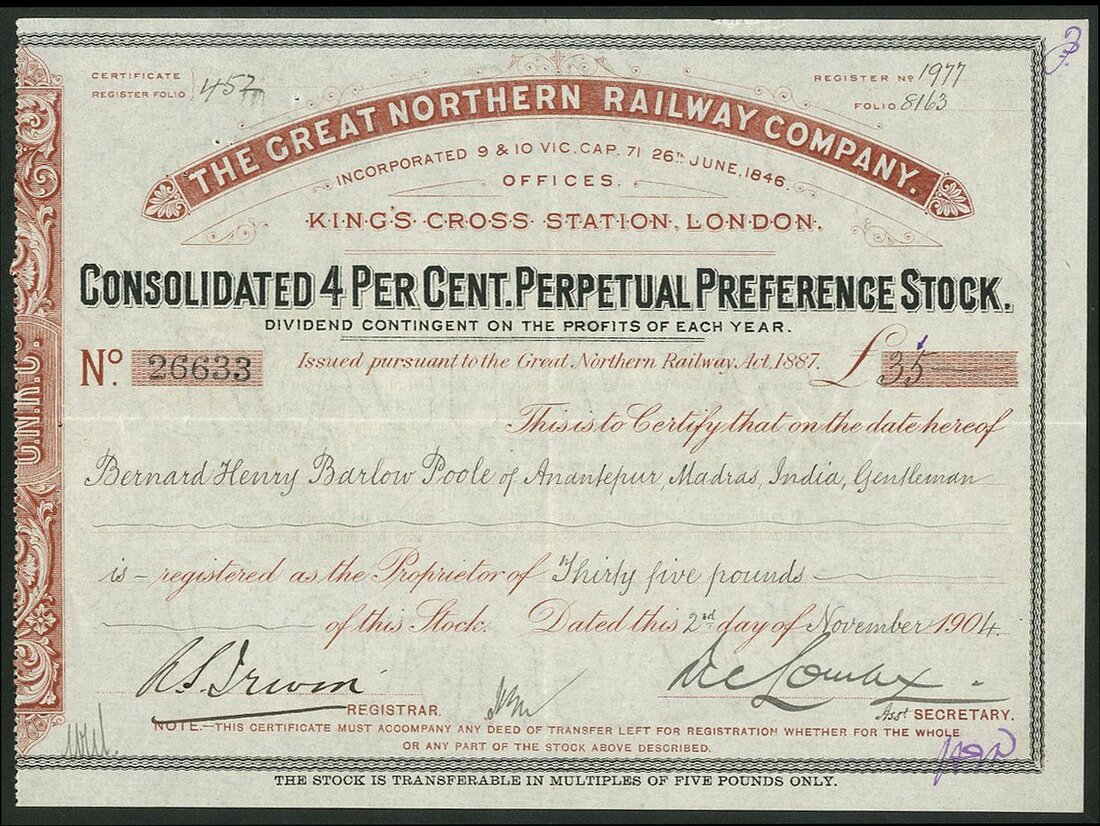 CERTIFICATE
REGISTER FOLIO 457
REGISTER Nº 1977
FOLIO 8163
THE GREAT NORTHERN RAILWAY COMPANY.
INCORPORATED 9 & 10 VIC. CAP. 71 26TH JUNE, 1846.
OFFICES.
KING'S CROSS STATION, LONDON.
CONSOLIDATED 4 PER CENT. PERPETUAL PREFERENCE STOCK.
DIVIDEND CONTINGENT ON THE PROFITS OF EACH YEAR.
Nº. 26633
Issued pursuant to the Great Northern Railway Act, 1887.
£35
This is to Certify that on the date hereof
Bernard Henry Barlow Poole of Anantepur, Madras, India, Gentleman
is registered as the Proprietor of Thirty five pounds
of this Stock. Dated this 2nd day of November 1904.
R.S. Irwin
REGISTRAR.
Lomax
Asst SECRETARY.
NOTE.—THIS CERTIFICATE MUST ACCOMPANY ANY DEED OF TRANSFER LEFT FOR REGISTRATION WHETHER FOR THE WHOLE
OR ANY PART OF THE STOCK ABOVE DESCRIBED.
THE STOCK IS TRANSFERABLE IN MULTIPLES OF FIVE POUNDS ONLY.
G.N.R.C.